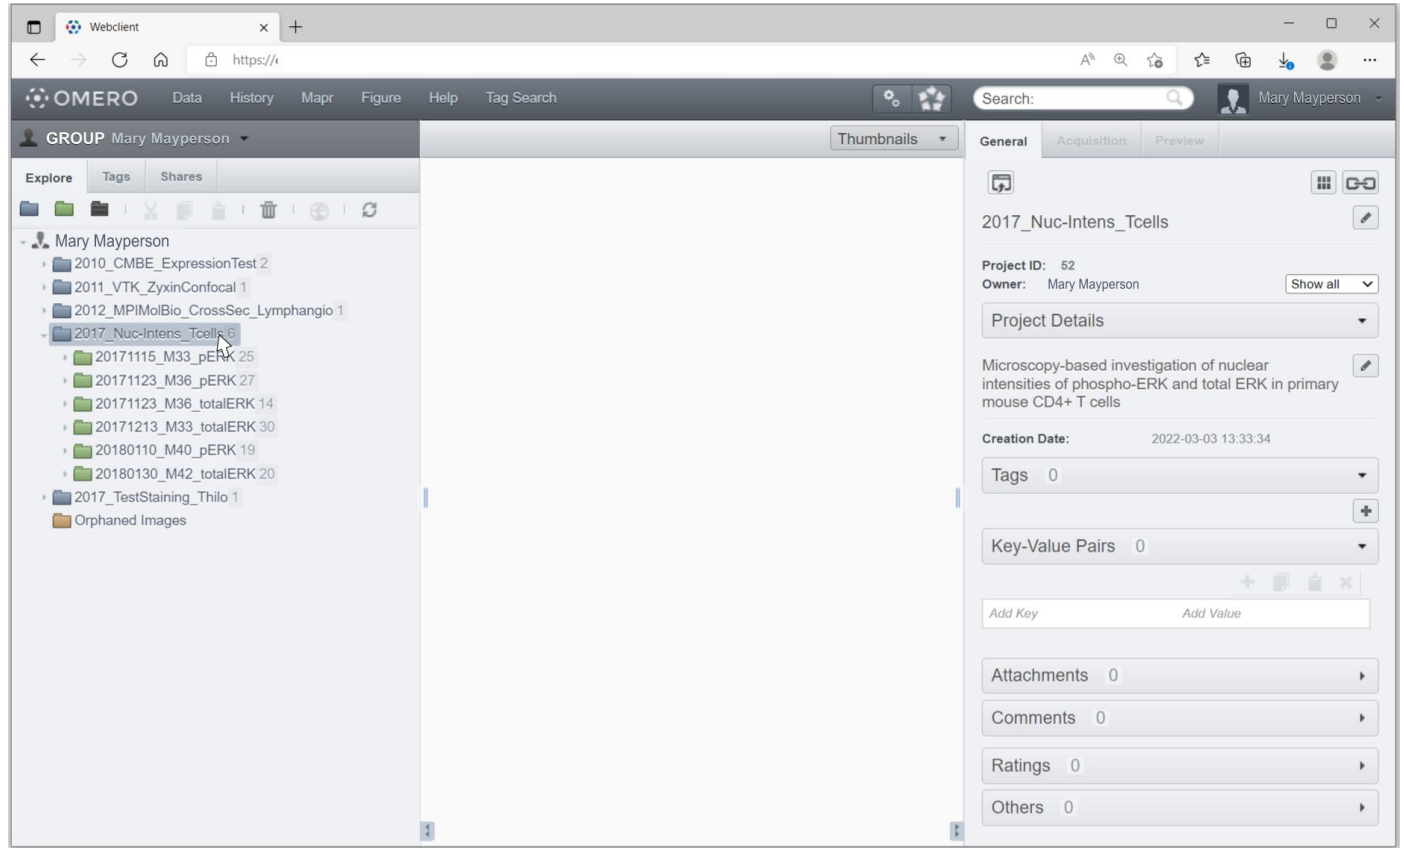 Webclient
https://
OMERO Data History Mapr Figure Help Tag Search Search: Mary Mayperson
GROUP Mary Mayperson
Thumbnails
General Acquisition Preview
Explore Tags Shares
Mary Mayperson
2010_CMBE_ExpressionTest 2
2011_VTK_ZyxinConfocal 1
2012_MPIMolBio_CrossSec_Lymphangio 1
2017_Nuc-Intens_Tcells 6
20171115_M33_pERK 25
20171123_M36_pERK 27
20171123_M36_totalERK 14
20171213_M33_totalERK 30
20180110_M40_pERK 19
20180130_M42_totalERK 20
2017_TestStaining_Thilo 1
Orphaned Images
2017_Nuc-Intens_Tcells
Project ID: 52
Owner: Mary Mayperson
Show all
Project Details
Microscopy-based investigation of nuclear
intensities of phospho-ERK and total ERK in primary
mouse CD4+ T cells
Creation Date: 2022-03-03 13:33:34
Tags 0
Key-Value Pairs 0
Add Key Add Value
Attachments 0
Comments 0
Ratings 0
Others 0